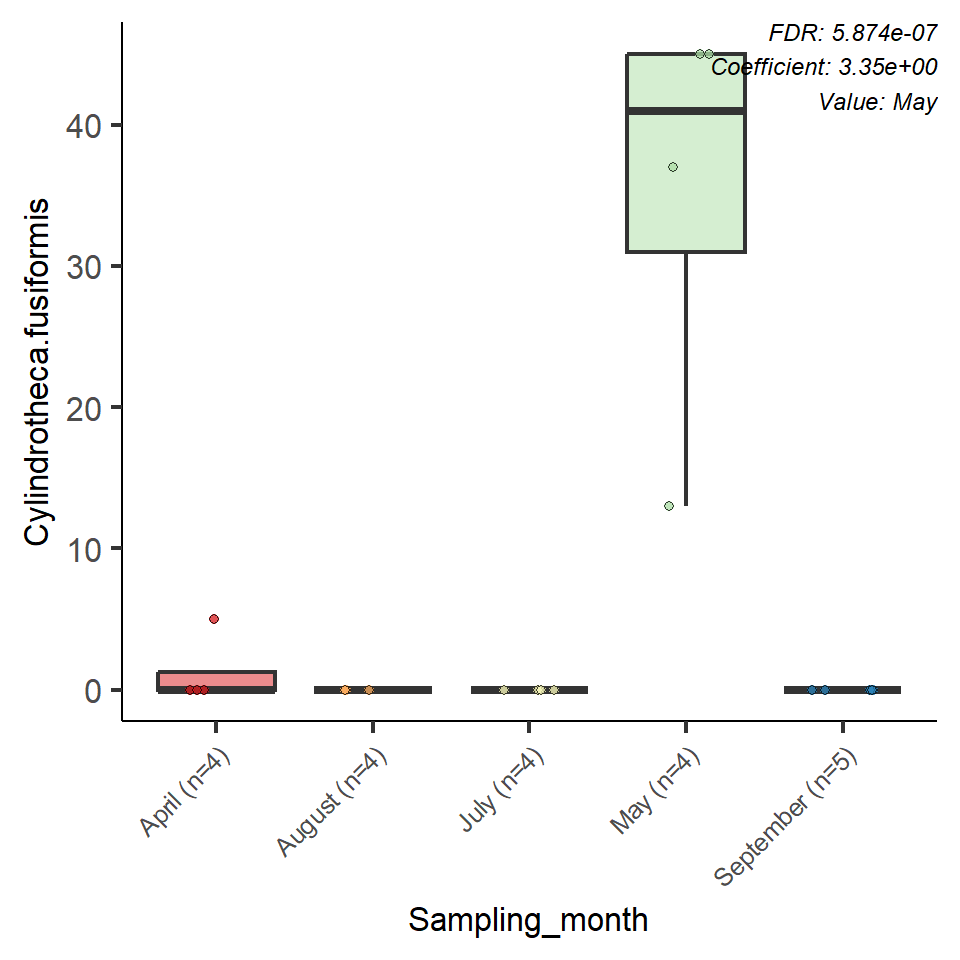 FDR: 5.874e-07
Coefficient: 3.35e+00
Value: May
Cylindrotheca.fusiformis
40
30
20
10
0
April (n=4)
August (n=4)
July (n=4)
May (n=4)
September (n=5)
Sampling_month